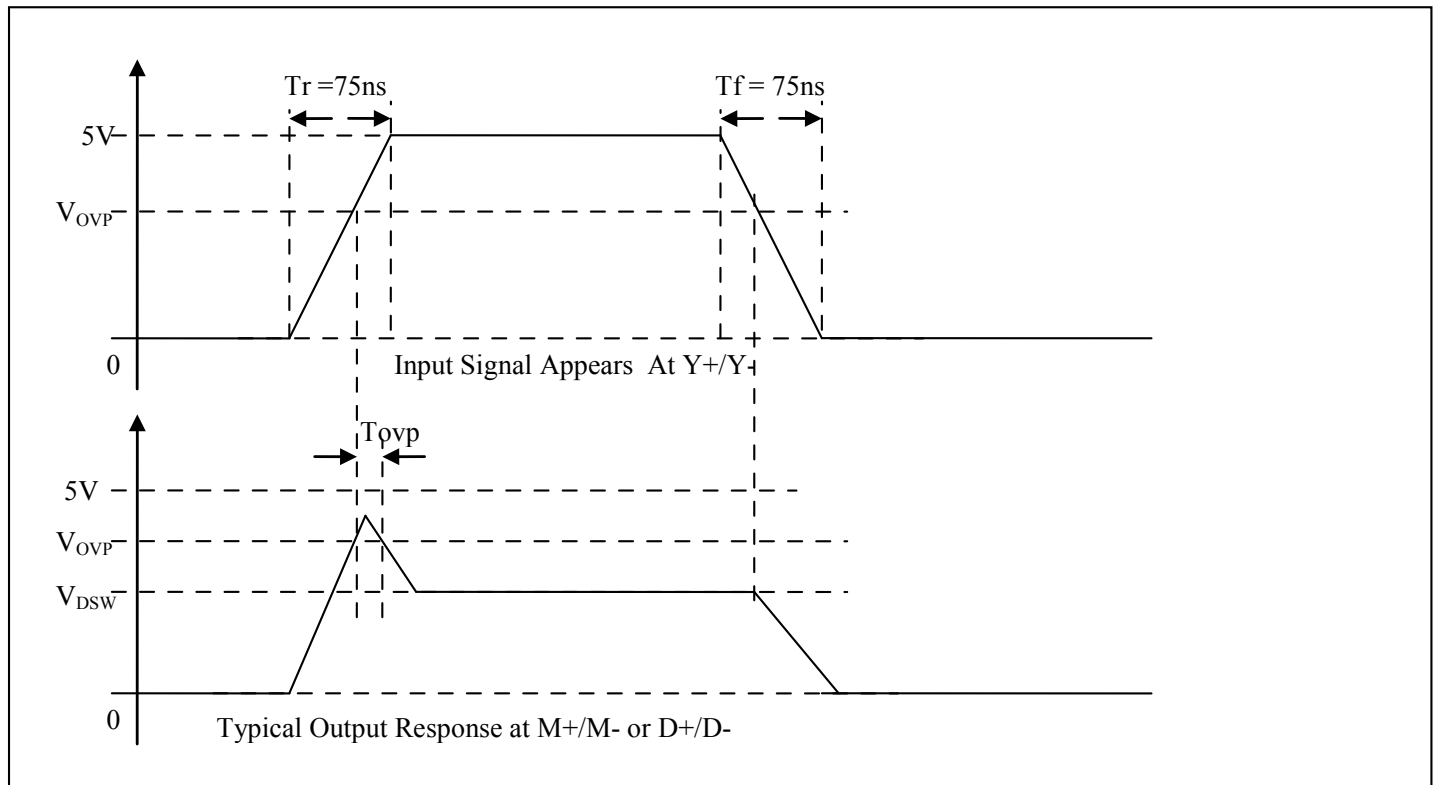 Tr =75ns
Tf = 75ns
5V
VOVP
0
Input Signal Appears At Y+/Y-
Tovp
5V
VOVP
VDSW
0
Typical Output Response at M+/M- or D+/D-